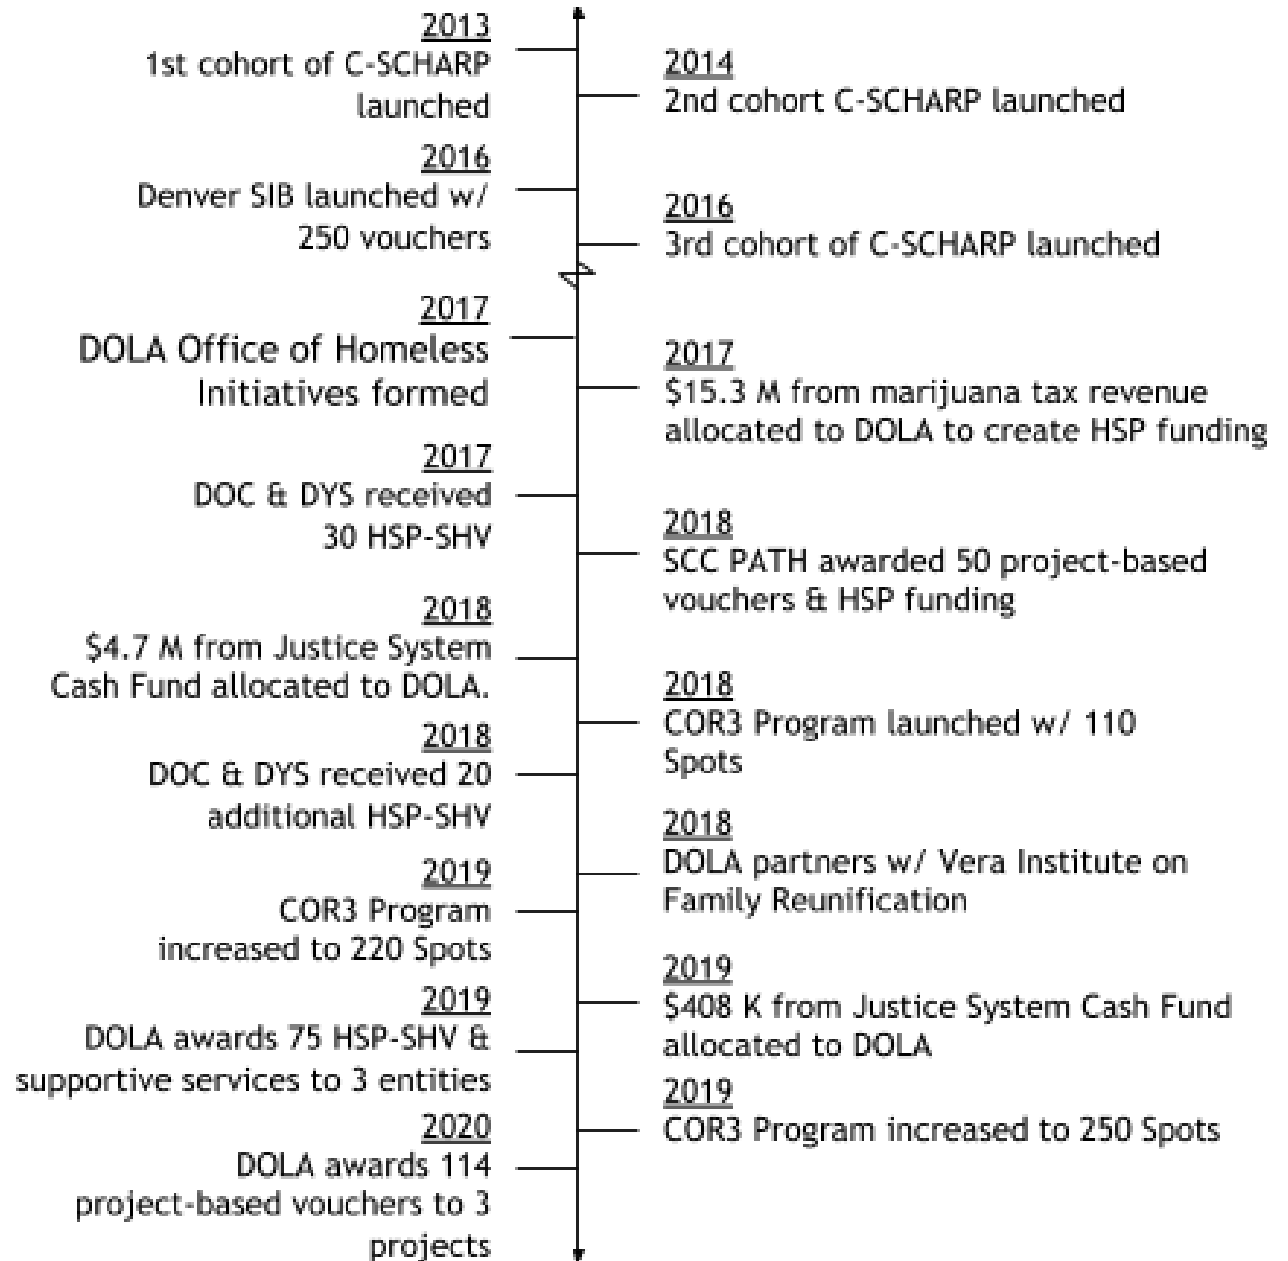 2013
1st cohort of C-SCHARP
launched
2014
2nd cohort C-SCHARP launched
2016
Denver SIB launched w/
250 vouchers
2016
3rd cohort of C-SCHARP launched
2017
DOLA Office of Homeless
Initiatives formed
2017
$15.3 M from marijuana tax revenue
allocated to DOLA to create HSP funding
2017
DOC & DYS received
30 HSP-SHV
2018
SCC PATH awarded 50 project-based
vouchers & HSP funding
2018
$4.7 M from Justice System
Cash Fund allocated to DOLA.
2018
COR3 Program launched w/ 110
Spots
2018
DOC & DYS received 20
additional HSP-SHV
2018
DOLA partners w/ Vera Institute on
Family Reunification
2019
COR3 Program
increased to 220 Spots
2019
$408 K from Justice System Cash Fund
allocated to DOLA
2019
DOLA awards 75 HSP-SHV &
supportive services to 3 entities
2019
COR3 Program increased to 250 Spots
2020
DOLA awards 114
project-based vouchers to 3
projects